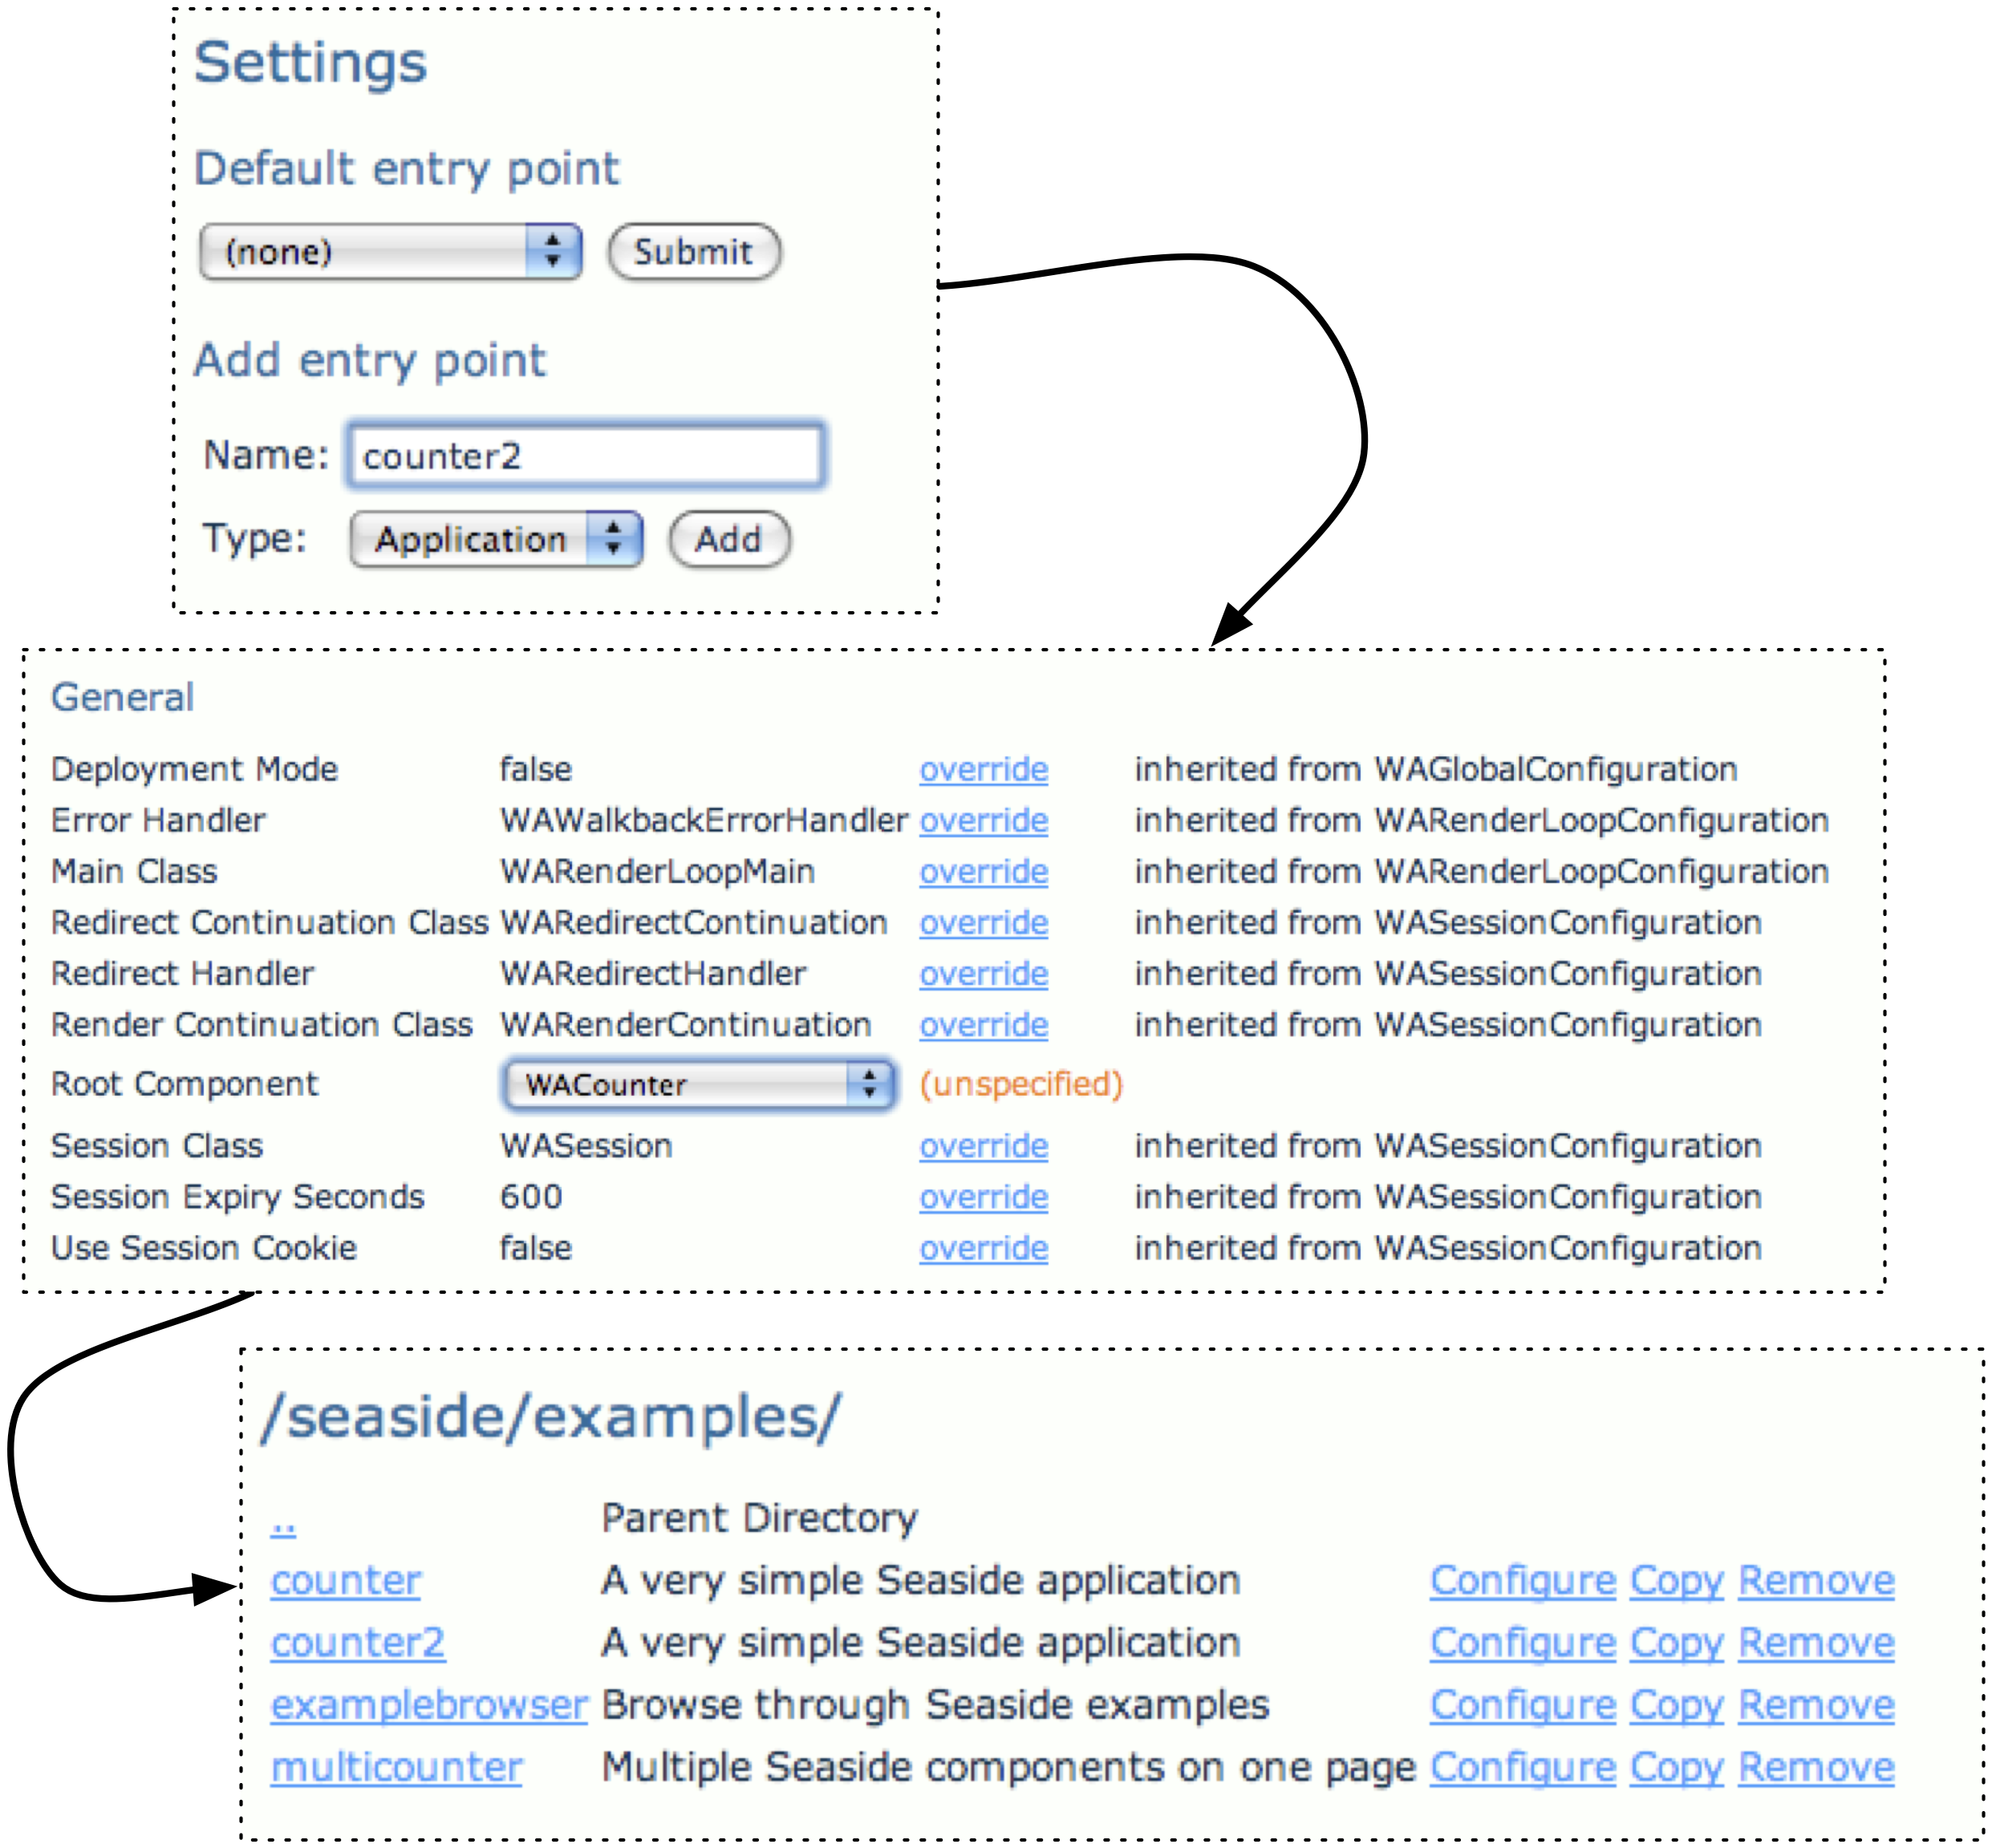 Settings
Default entry point
(none) Submit
Add entry point
Name: counter2
Type: Application Add
General
Deployment Mode false override inherited from WAGlobalConfiguration
Error Handler WAWalkbackErrorHandler override inherited from WARenderLoopConfiguration
Main Class WARenderLoopMain override inherited from WARenderLoopConfiguration
Redirect Continuation Class WARedirectContinuation override inherited from WASessionConfiguration
Redirect Handler WARedirectHandler override inherited from WASessionConfiguration
Render Continuation Class WARenderContinuation override inherited from WASessionConfiguration
Root Component WACounter (unspecified)
Session Class WASession override inherited from WASessionConfiguration
Session Expiry Seconds 600 override inherited from WASessionConfiguration
Use Session Cookie false override inherited from WASessionConfiguration
/seaside/examples/
.. Parent Directory
counter A very simple Seaside application Configure Copy Remove
counter2 A very simple Seaside application Configure Copy Remove
examplebrowser Browse through Seaside examples Configure Copy Remove
multicounter Multiple Seaside components on one page Configure Copy Remove